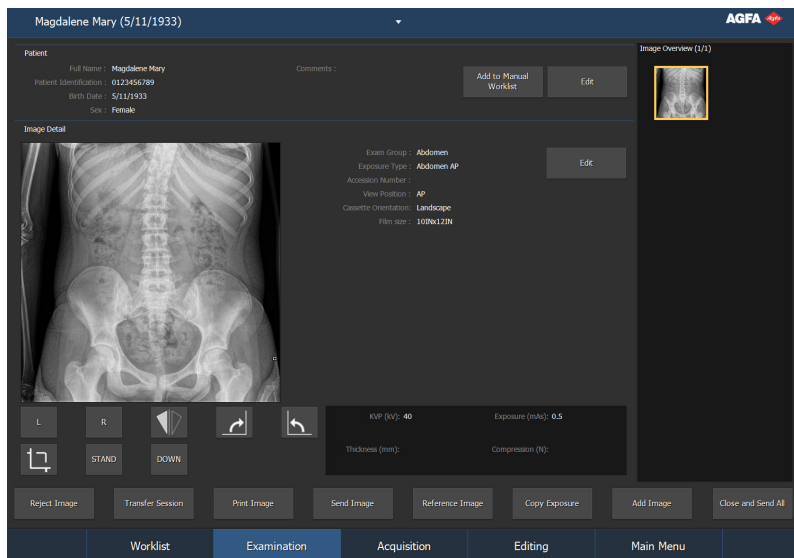 Magdalene Mary (5/11/1933)
AGFA
Agfa
Patient
Full Name : Magdalene Mary
Comments :
Patient Identification : 0123456789
Birth Date : 5/11/1933
Sex : Female
Add to Manual
Worklist
Edit
Image Overview (1/1)
Image Detail
Exam Group : Abdomen
Exposure Type : Abdomen AP
Accession Number :
View Position : AP
Cassette Orientation: Landscape
Film size : 10INx12IN
Edit
L
R
STAND
DOWN
KVP (kV): 40
Exposure (mAs): 0.5
Thickness (mm):
Compression (N):
Reject Image
Transfer Session
Print Image
Send Image
Reference Image
Copy Exposure
Add Image
Close and Send All
Worklist
Examination
Acquisition
Editing
Main Menu